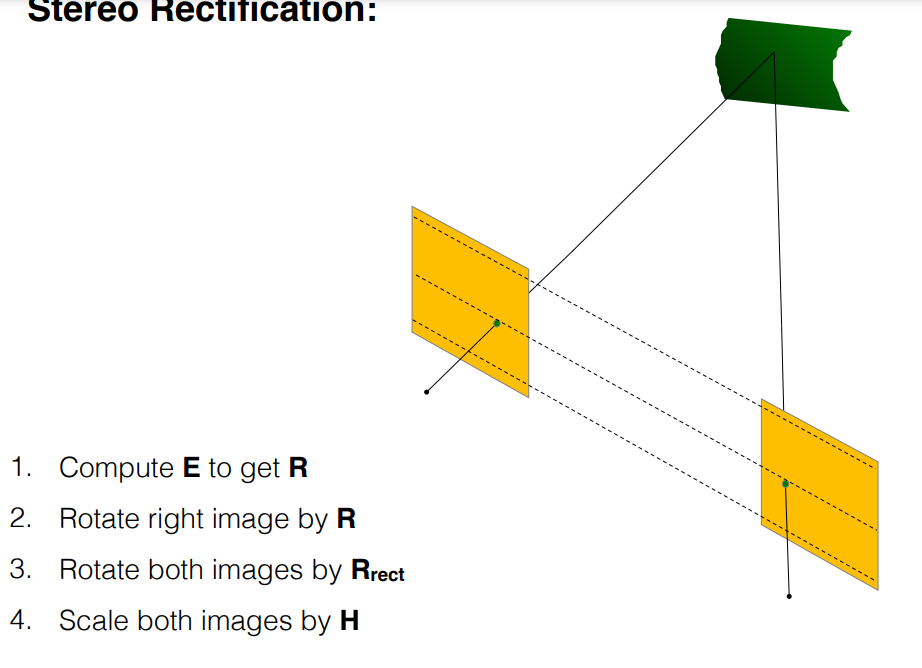 Stereo Rectification:
1. Compute E to get R
2. Rotate right image by R
3. Rotate both images by Rrect
4. Scale both images by H